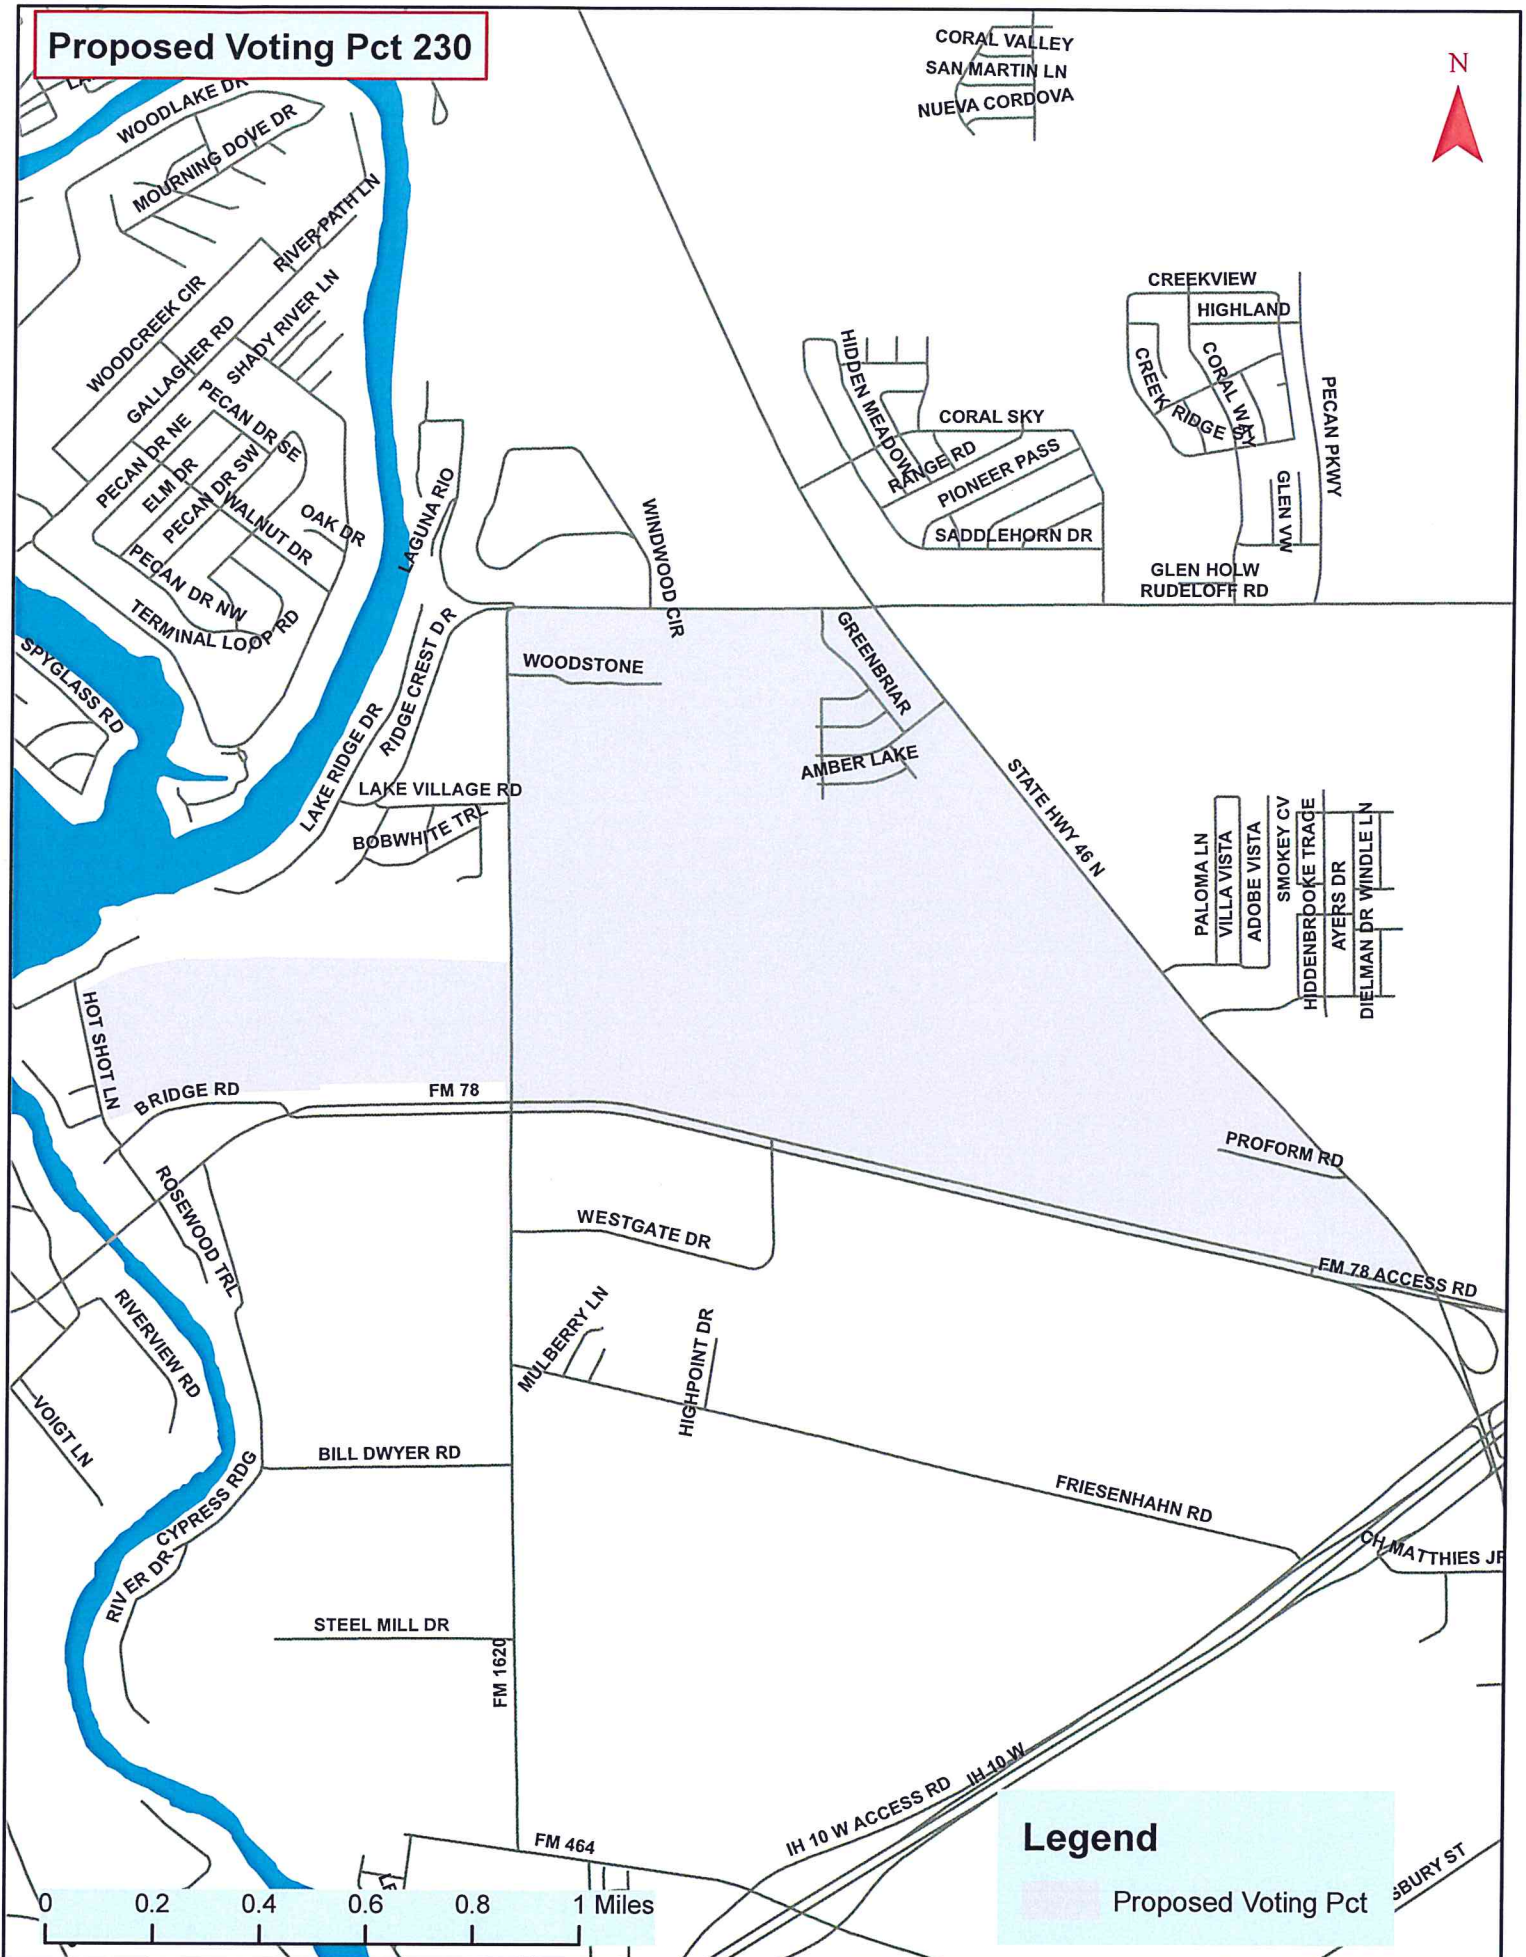 Proposed Voting Pct 230
N
CORAL VALLEY
SAN MARTIN LN
NUEVA CORDOVA
WOODLAKE DR
MOURNING DOVE DR
RIVER PATH LN
WOODCREEK CIR
GALLAGHER RD
SHADY RIVER LN
CREEKVIEW
HIGHLAND
HIDDEN MEADOW
CREEK RIDGE
CORAL WAY
SY
PECAN PKWY
PECAN DR SE
PECAN DR NE
ELM DR
PECAN DR SW
WALNUT DR
OAK DR
LAGUNA RIO
CORAL SKY
RANGE RD
PIONEER PASS
SADDLEHORN DR
GLEN VW
WINDWOOD CIR
PECAN DR NW
TERMINAL LOOP RD
GLEN HOLW
RUDELOFF RD
SPYGLASS RD
RIDGE CREST DR
LAKE RIDGE DR
WOODSTONE
GREENBRIAR
AMBER LAKE
STATE HWY 46 N
LAKE VILLAGE RD
BOBWHITE TRL
PALOMA LN
VILLA VISTA
ADOBE VISTA
SMOKEY CV
HIDDENBROOKE TRACE
AYERS DR
DIELMAN DR
WINDLE LN
HOT SHOT LN
BRIDGE RD
FM 78
PROFORM RD
ROSEWOOD TRL
WESTGATE DR
FM 78 ACCESS RD
RIVERVIEW RD
MULBERRY LN
HIGHPOINT DR
VOIGT LN
BILL DWYER RD
CYPRESS RDG
FRIESENHAHN RD
RIVER DR
CH MATTHIES JR
STEEL MILL DR
FM 1620
IH 10 W
IH 10 W ACCESS RD
FM 464
Legend
Proposed Voting Pct
SBURY ST
0 0.2 0.4 0.6 0.8 1 Miles